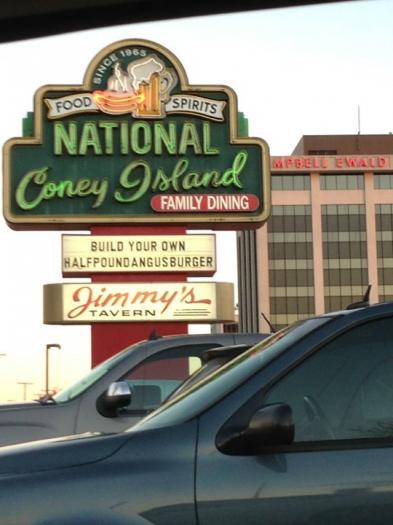 SINCE 1965
FOOD SPIRITS
NATIONAL
Coney Island
FAMILY DINING
MPBELL EWALD
BUILD YOUR OWN
HALFPOUNDANGUSBURGER
Jimmy's
TAVERN